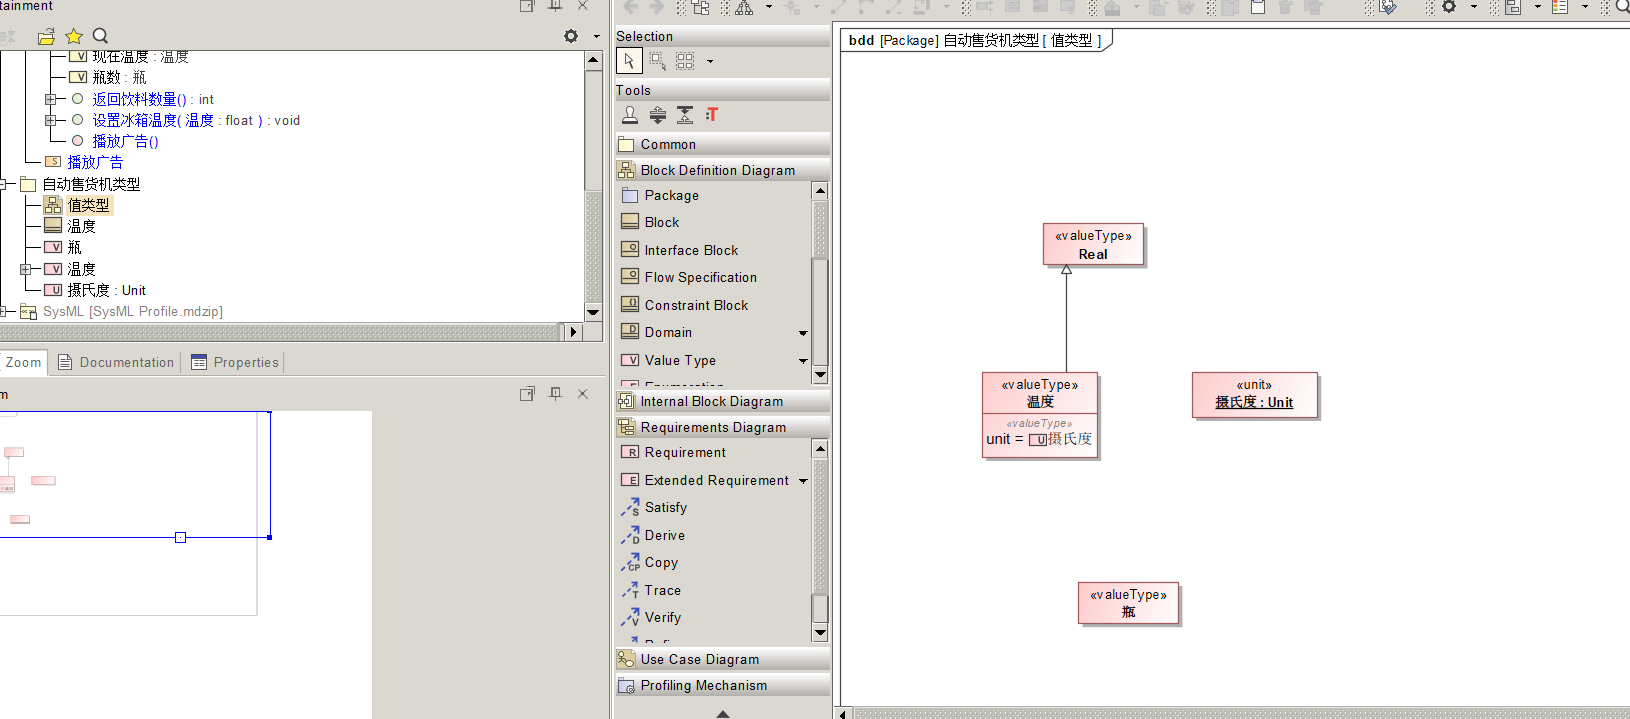 tainment
现在温度 : 温度
瓶数 : 瓶
返回饮料数量() : int
设置冰箱温度( 温度 : float ) : void
播放广告()
S 播放广告
自动售货机类型
值类型
温度
V 瓶
V 温度
U 摄氏度 : Unit
SysML [SysML Profile.mdzip]
Zoom
Documentation
Properties
m
Selection
Tools
:T
Common
Block Definition Diagram
Package
Block
Interface Block
Flow Specification
Constraint Block
Domain
Value Type
Enumeration
Internal Block Diagram
Requirements Diagram
Requirement
Extended Requirement
Satisfy
Derive
Copy
Trace
Verify
Use Case Diagram
Profiling Mechanism
bdd [Package] 自动售货机类型 [ 值类型 ]
«valueType»
Real
«valueType»
温度
«valueType»
unit = U摄氏度
«unit»
摄氏度 : Unit
«valueType»
瓶